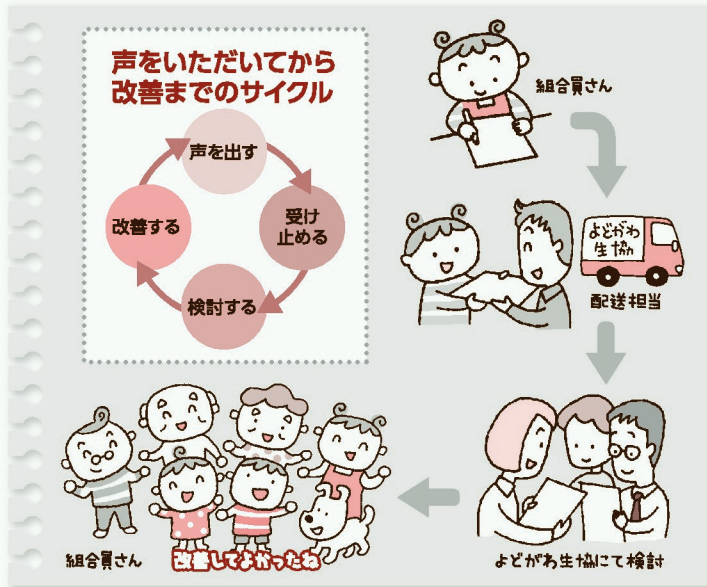 声をいただいてから
改善までのサイクル
声を出す
受け
止める
検討する
改善する
組合員さん
よどがわ
生協
配送担当
よどがわ生協にて検討
組合員さん
改善してよかったね